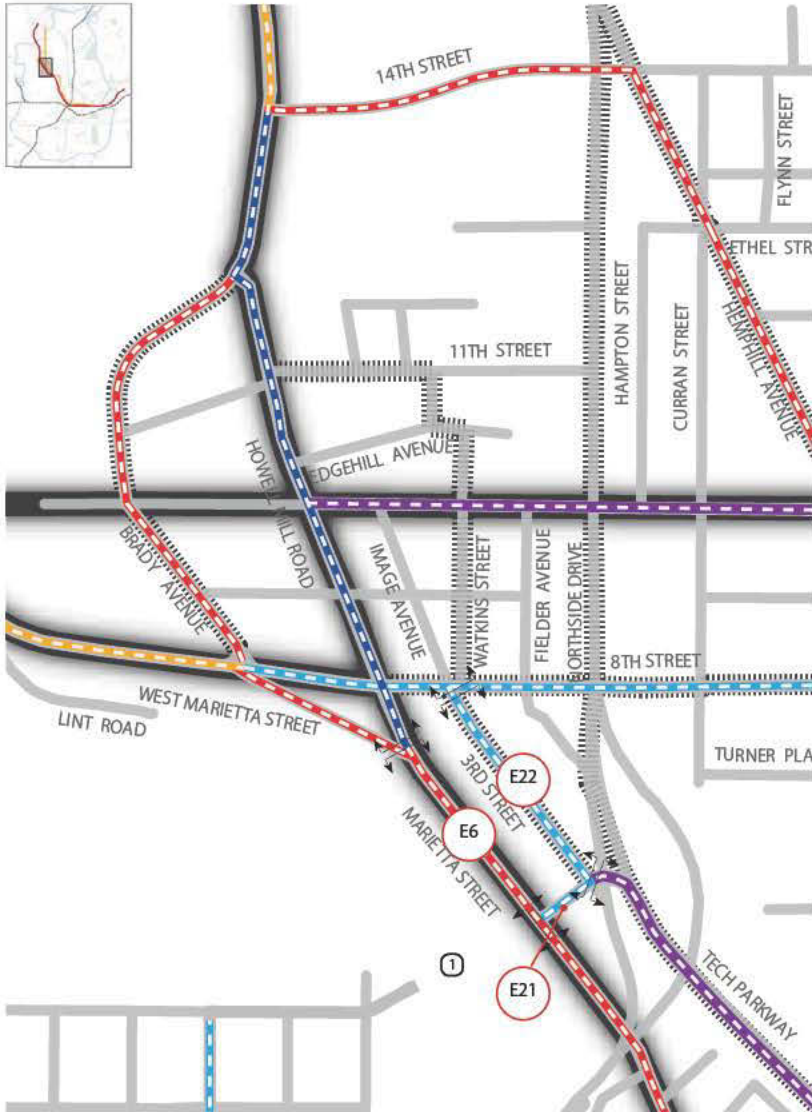 14TH STREET
FLYNN STREET
ETHEL STR
HAMPTON STREET
HEMPHILL AVENUE
11TH STREET
CURRAN STREET
EDGEHILL AVENUE
HOWELL MILL ROAD
BRADY AVENUE
IMAGE AVENUE
WATKINS STREET
FIELDER AVENUE
NORTHSIDE DRIVE
8TH STREET
WEST MARIETTA STREET
LINT ROAD
TURNER PLA
3RD STREET
E22
E6
MARIETTA STREET
1
E21
TECH PARKWAY